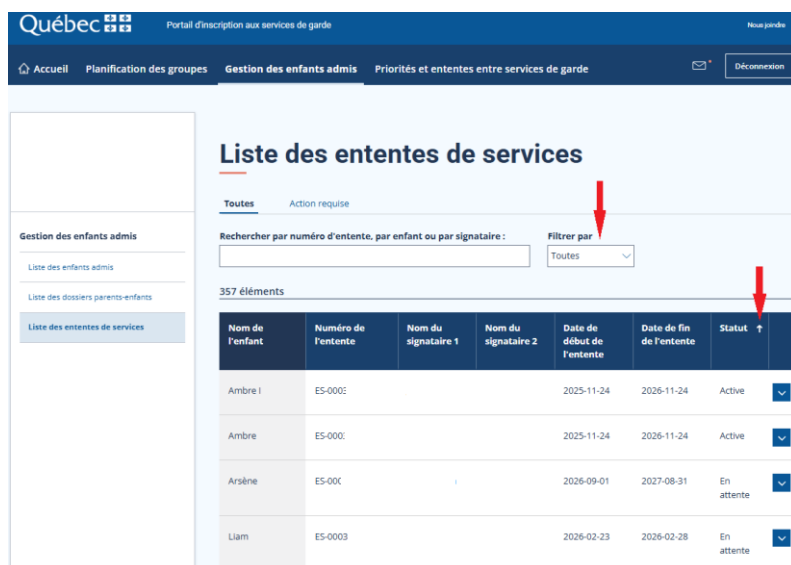 Québec
Portail d'inscription aux services de garde
Nous joindre
Accueil Planification des groupes Gestion des enfants admis Priorités et ententes entre services de garde
Déconnexion
Liste des ententes de services
Toutes Action requise
Gestion des enfants admis
Liste des enfants admis
Liste des dossiers parents-enfants
Liste des ententes de services
Rechercher par numéro d'entente, par enfant ou par signataire :
Filtrer par
Toutes
357 éléments
Nom de l'enfant
Numéro de l'entente
Nom du signataire 1
Nom du signataire 2
Date de début de l'entente
Date de fin de l'entente
Statut ↑
Ambre 2025-11-24 2026-11-24 Active
Ambre 2025-11-24 2026-11-24 Active
Arsène 2026-09-01 2027-08-31 En attente
Liam ES-0003 2026-02-23 2026-02-28 En attente